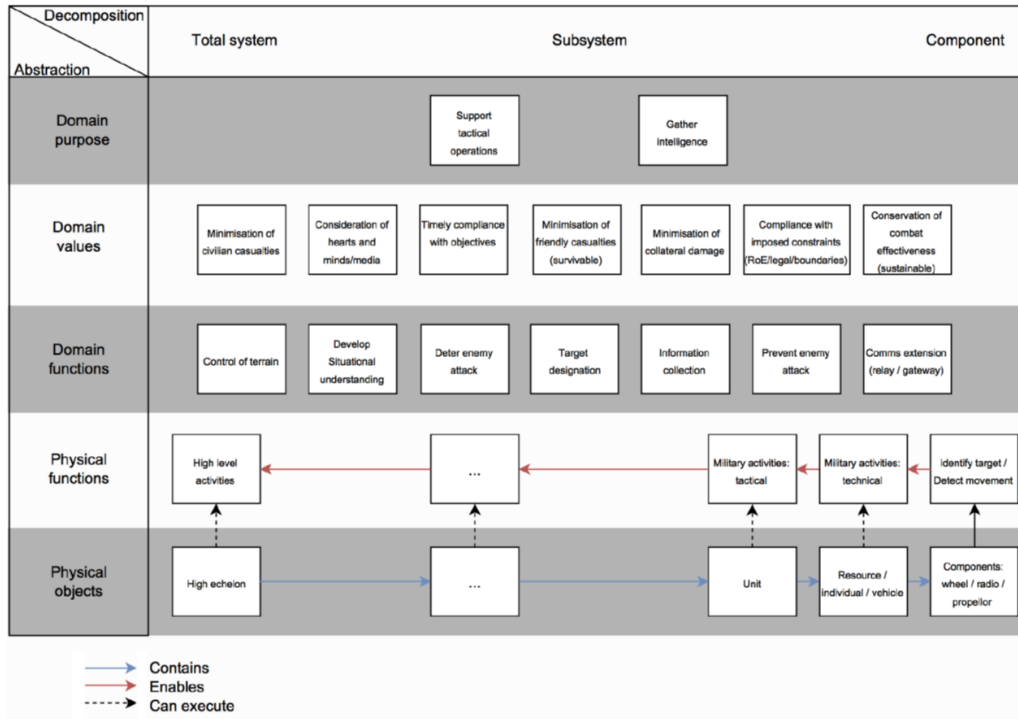 Decomposition
Abstraction
Total system
Subsystem
Component
Domain
purpose
Support
tactical
operations
Gather
intelligence
Domain
values
Minimisation of
civilian casualties
Consideration of
hearts and
minds/media
Timely compliance
with objectives
Minimisation of
friendly casualties
(survivable)
Minimisation of
collateral damage
Compliance with
imposed constraints
(RoE/legal/boundaries)
Conservation of
combat
effectiveness
(sustainable)
Domain
functions
Control of terrain
Develop
Situational
understanding
Deter enemy
attack
Target
designation
Information
collection
Prevent enemy
attack
Comms extension
(relay / gateway)
Physical
functions
High level
activities
...
Military activities:
tactical
Military activities:
technical
Identify target /
Detect movement
Physical
objects
High echelon
...
Unit
Resource /
individual / vehicle
Components:
wheel / radio /
propellor
Contains
Enables
Can execute